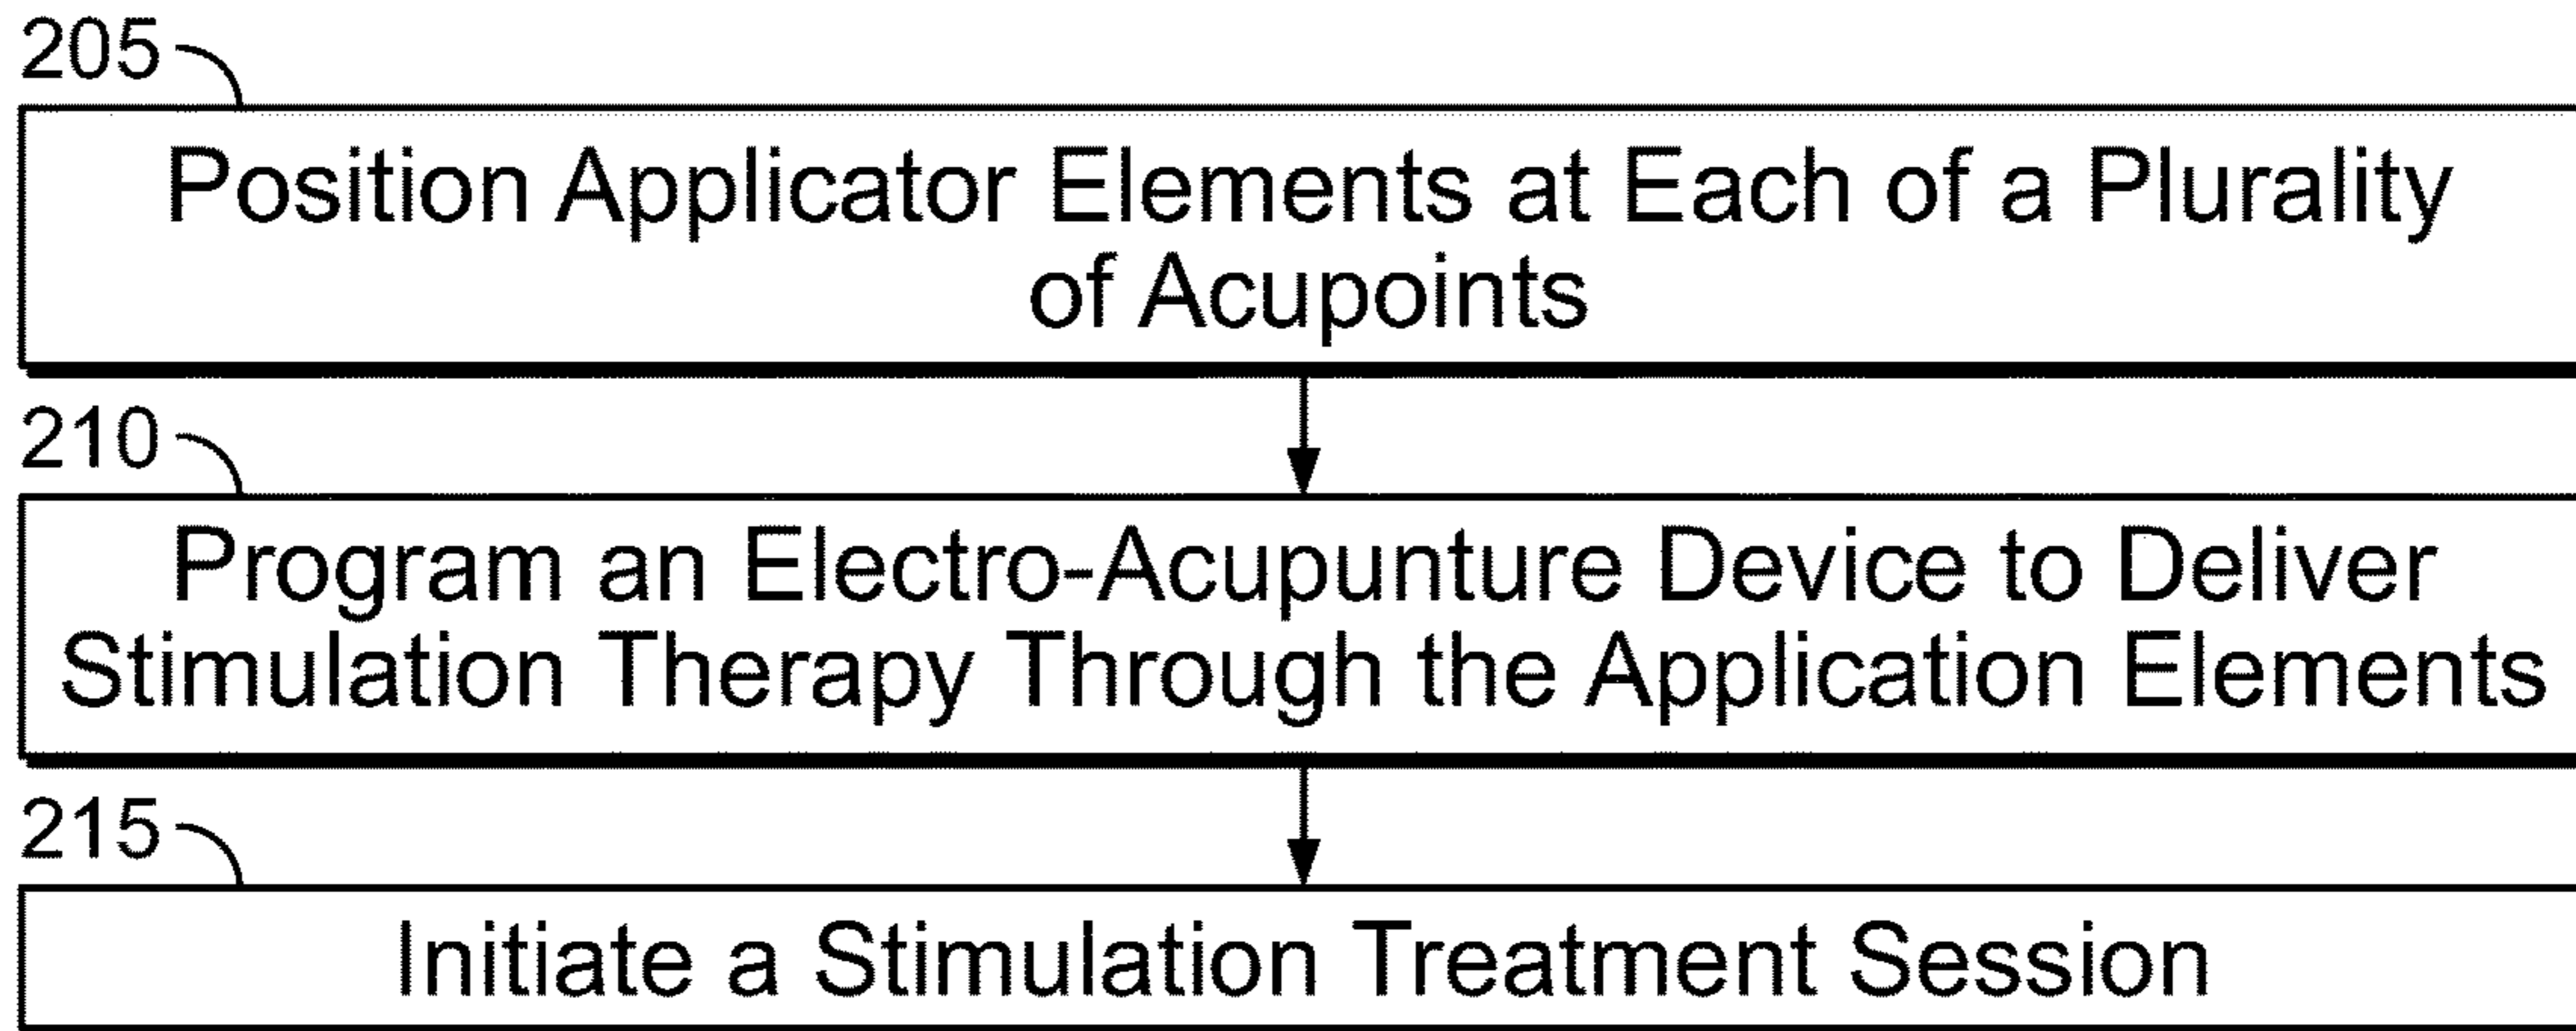 205
Position Applicator Elements at Each of a Plurality
of Acupoints
210
Program an Electro-Acupunture Device to Deliver
Stimulation Therapy Through the Application Elements
215
Initiate a Stimulation Treatment Session